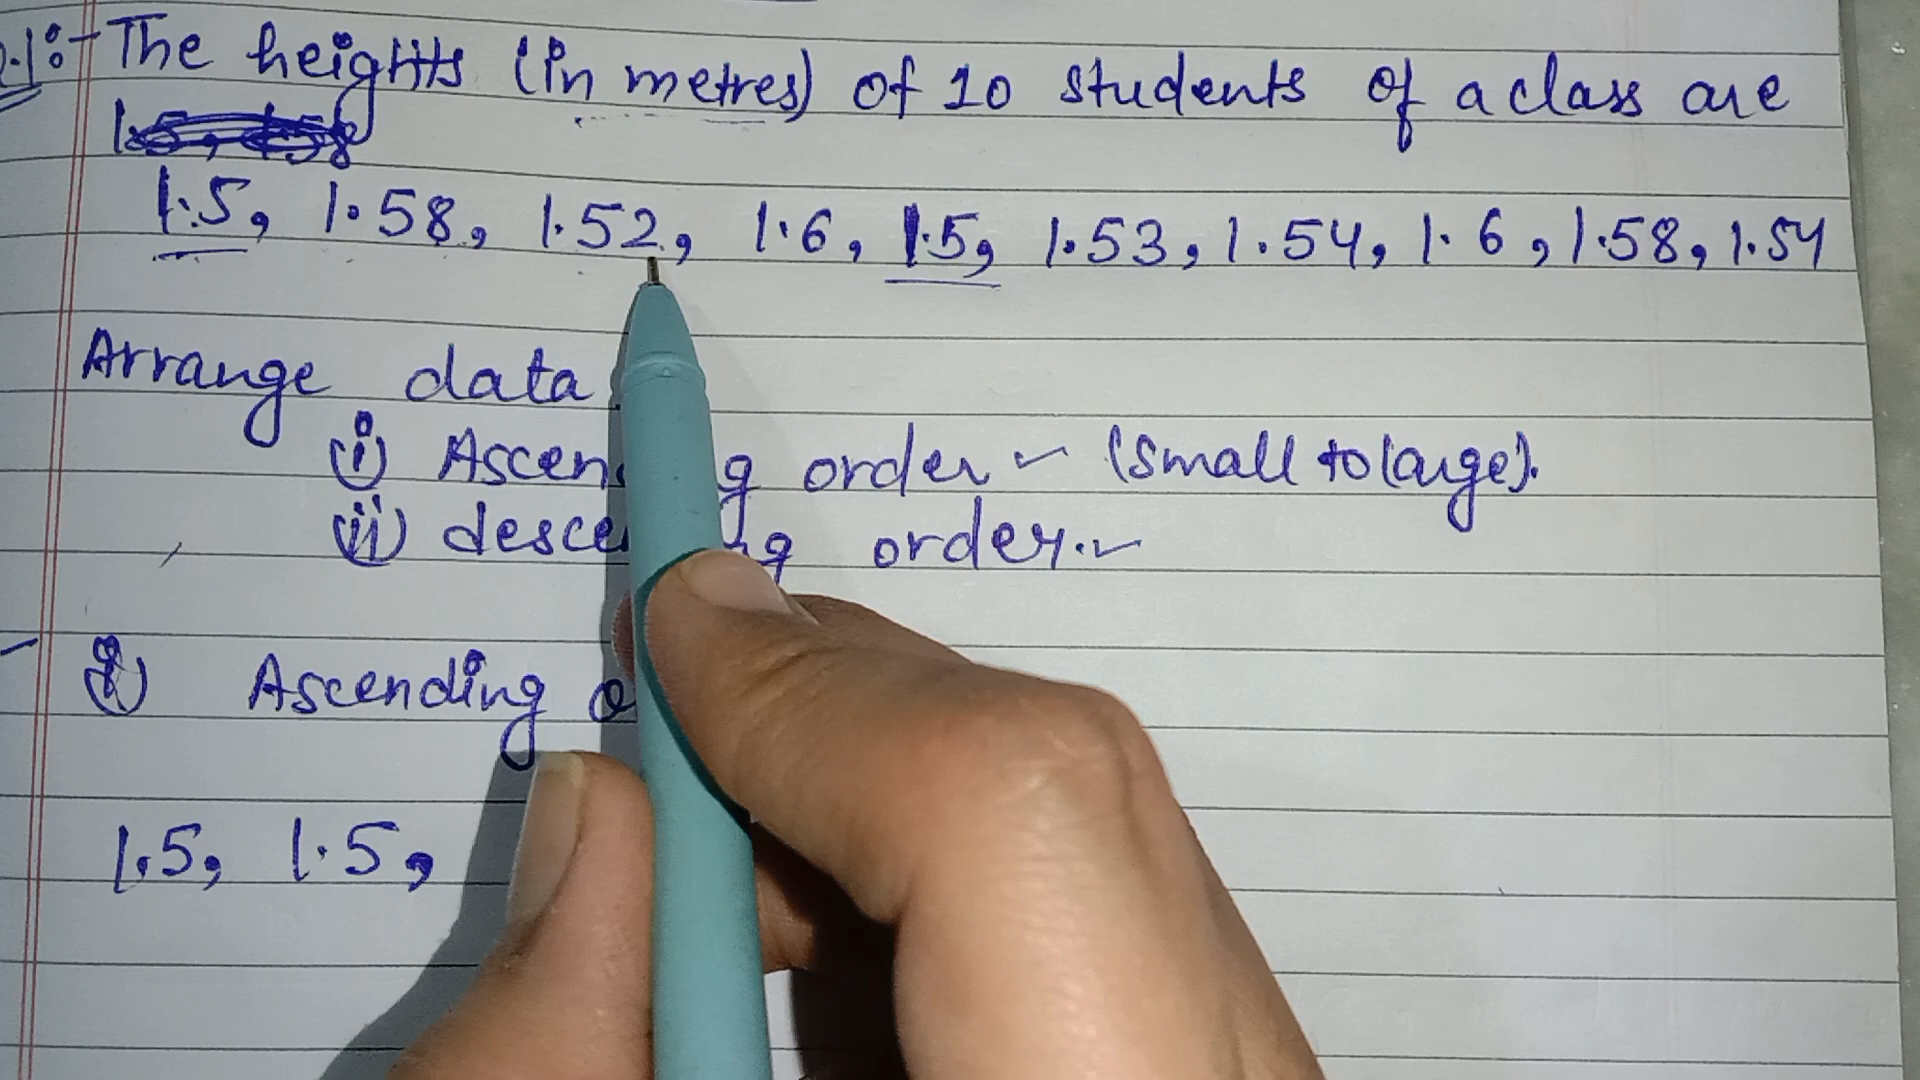 :- The heights (in metres) of 10 students of a class are
1.5, 1.58, 1.52, 1.6, 1.5, 1.53, 1.54, 1.6, 1.58, 1.54
Arrange data
(i) Ascen g order (Small to large).
(ii) desce ng order.
Ascending
1.5, 1.5,